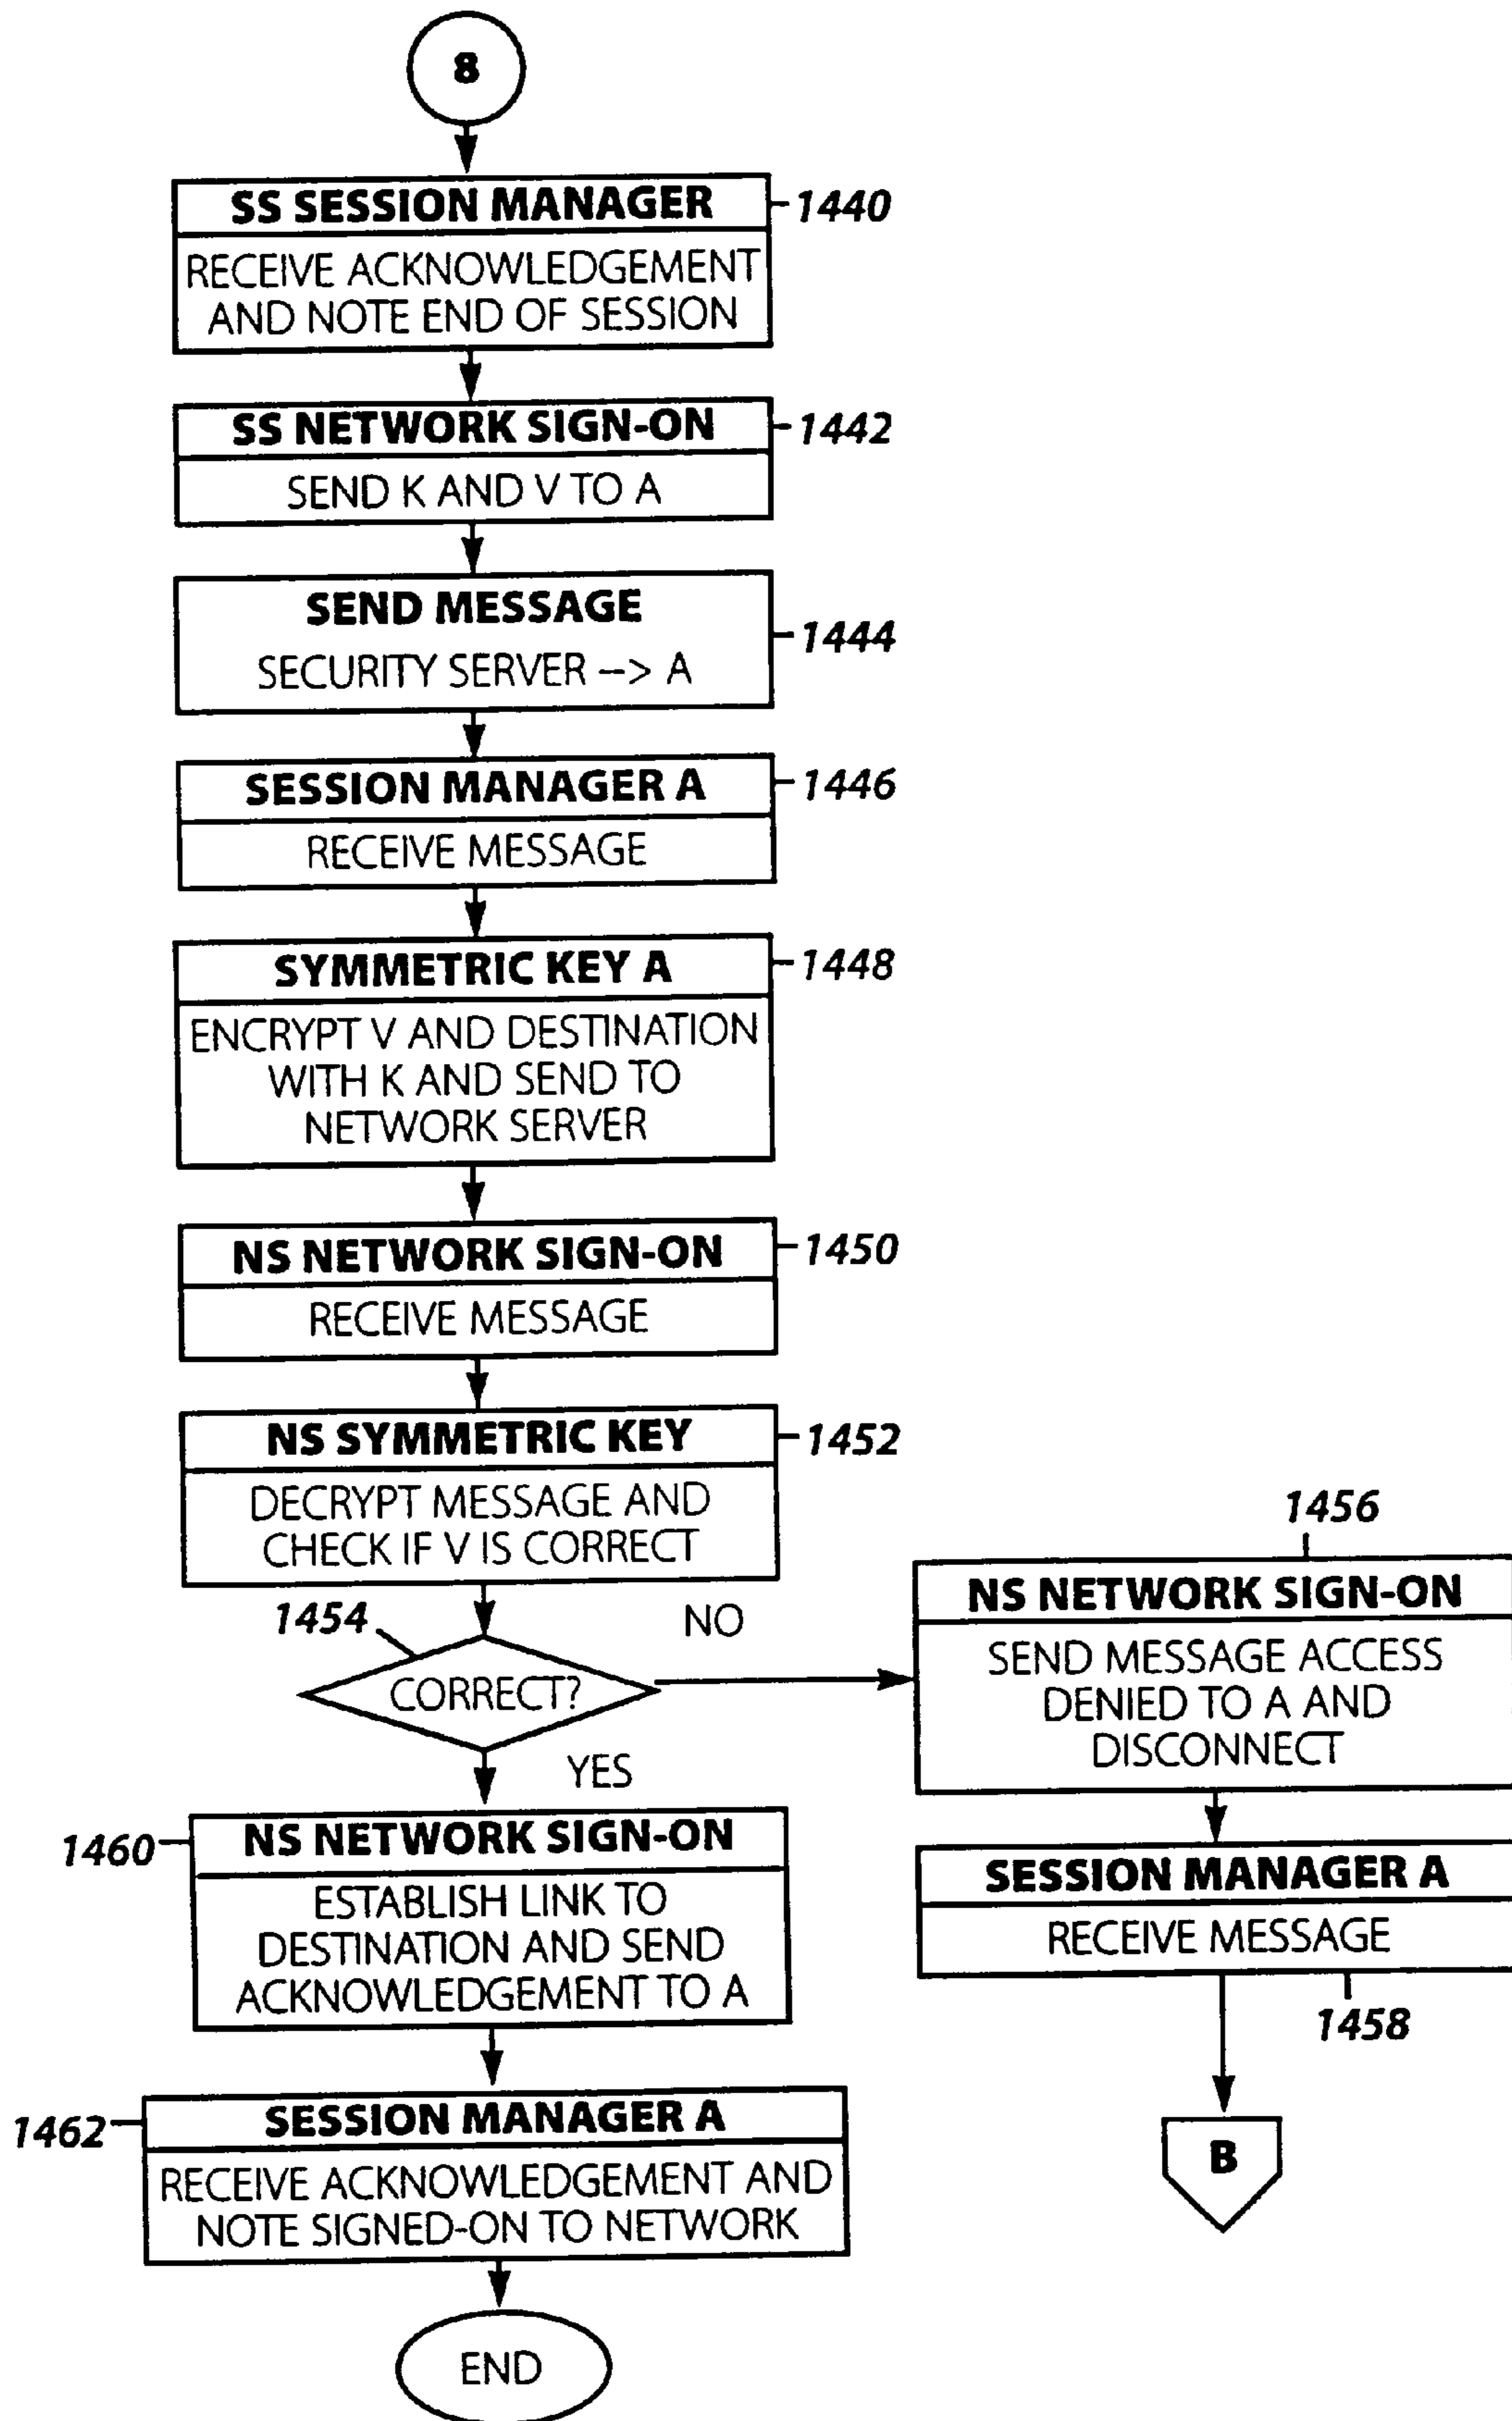 8
SS SESSION MANAGER
1440
RECEIVE ACKNOWLEDGEMENT
AND NOTE END OF SESSION
SS NETWORK SIGN-ON
1442
SEND K AND V TO A
SEND MESSAGE
1444
SECURITY SERVER --> A
SESSION MANAGER A
1446
RECEIVE MESSAGE
SYMMETRIC KEY A
1448
ENCRYPT V AND DESTINATION
WITH K AND SEND TO
NETWORK SERVER
NS NETWORK SIGN-ON
1450
RECEIVE MESSAGE
NS SYMMETRIC KEY
1452
DECRYPT MESSAGE AND
CHECK IF V IS CORRECT
1454
CORRECT?
NO
YES
1456
NS NETWORK SIGN-ON
SEND MESSAGE ACCESS
DENIED TO A AND
DISCONNECT
SESSION MANAGER A
RECEIVE MESSAGE
1458
B
1460
NS NETWORK SIGN-ON
ESTABLISH LINK TO
DESTINATION AND SEND
ACKNOWLEDGEMENT TO A
1462
SESSION MANAGER A
RECEIVE ACKNOWLEDGEMENT AND
NOTE SIGNED-ON TO NETWORK
END